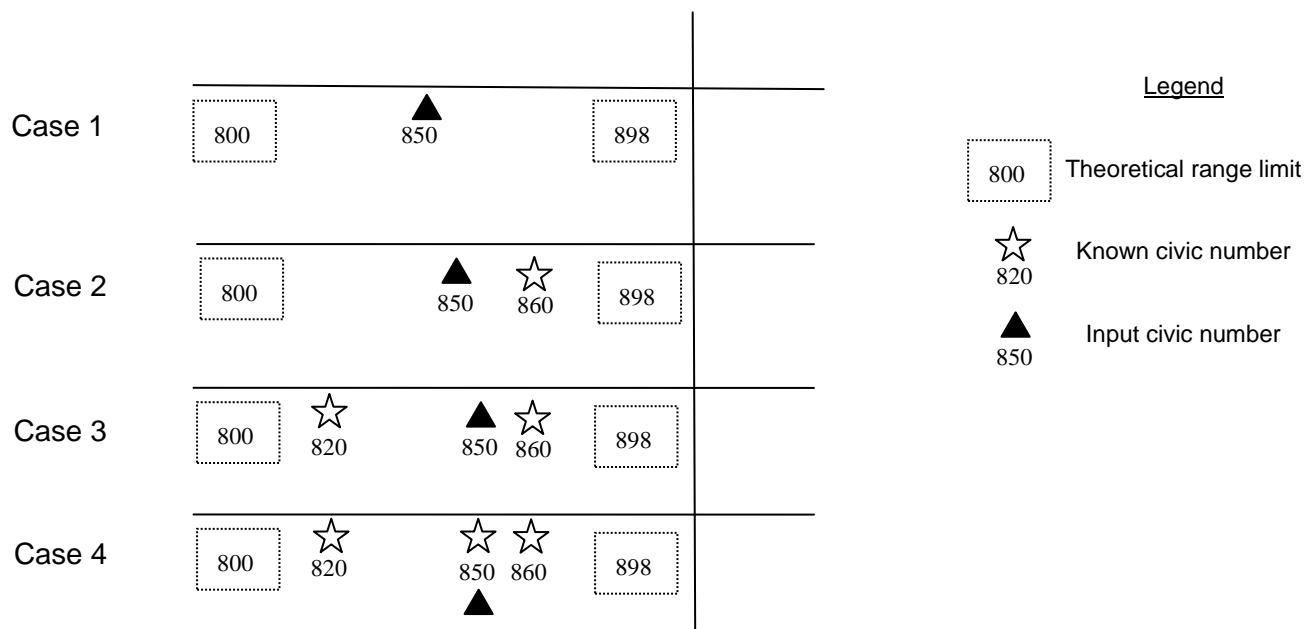 Legend
Case 1
800
850
898
800
Theoretical range limit
Case 2
800
850
860
898
820
Known civic number
Case 3
800
820
850
860
898
850
Input civic number
Case 4
800
820
850
860
898